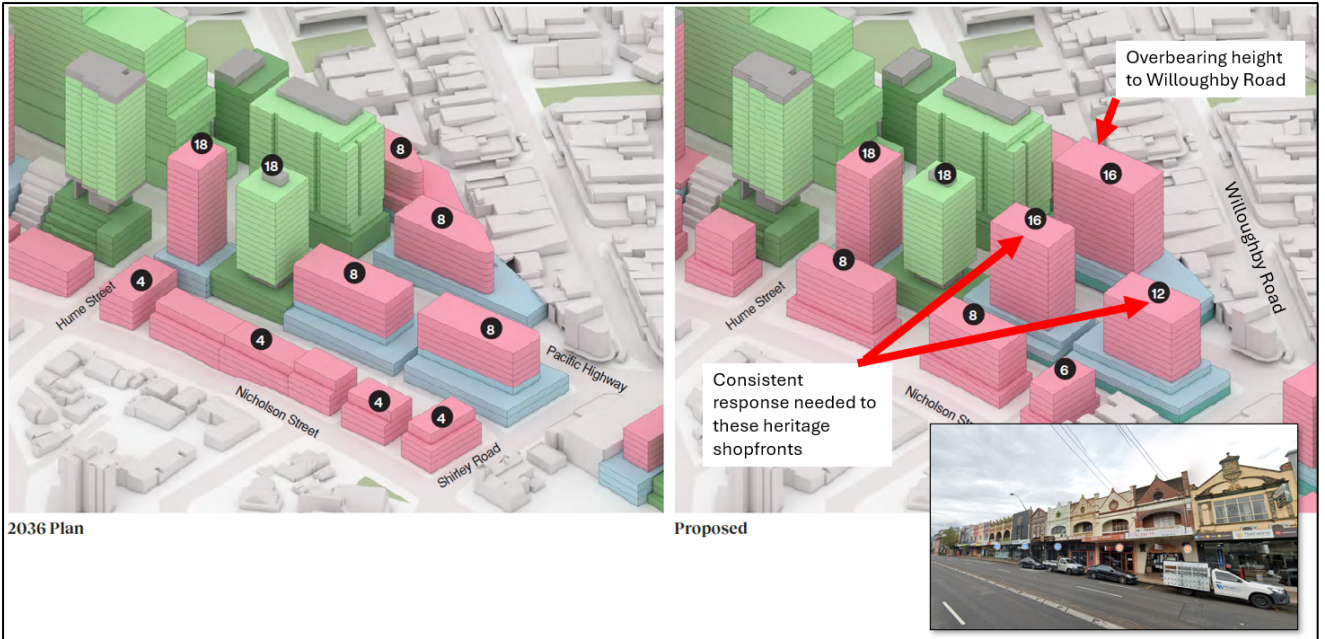 18
18
8
8
8
8
4
4
4
4
Hume Street
Nicholson Street
Shirley Road
Pacific Highway
2036 Plan
Overbearing height
to Willoughby Road
18
18
16
16
12
8
8
6
Hume Street
Nicholson St
Willoughby Road
Consistent
response needed to
these heritage
shopfronts
Proposed